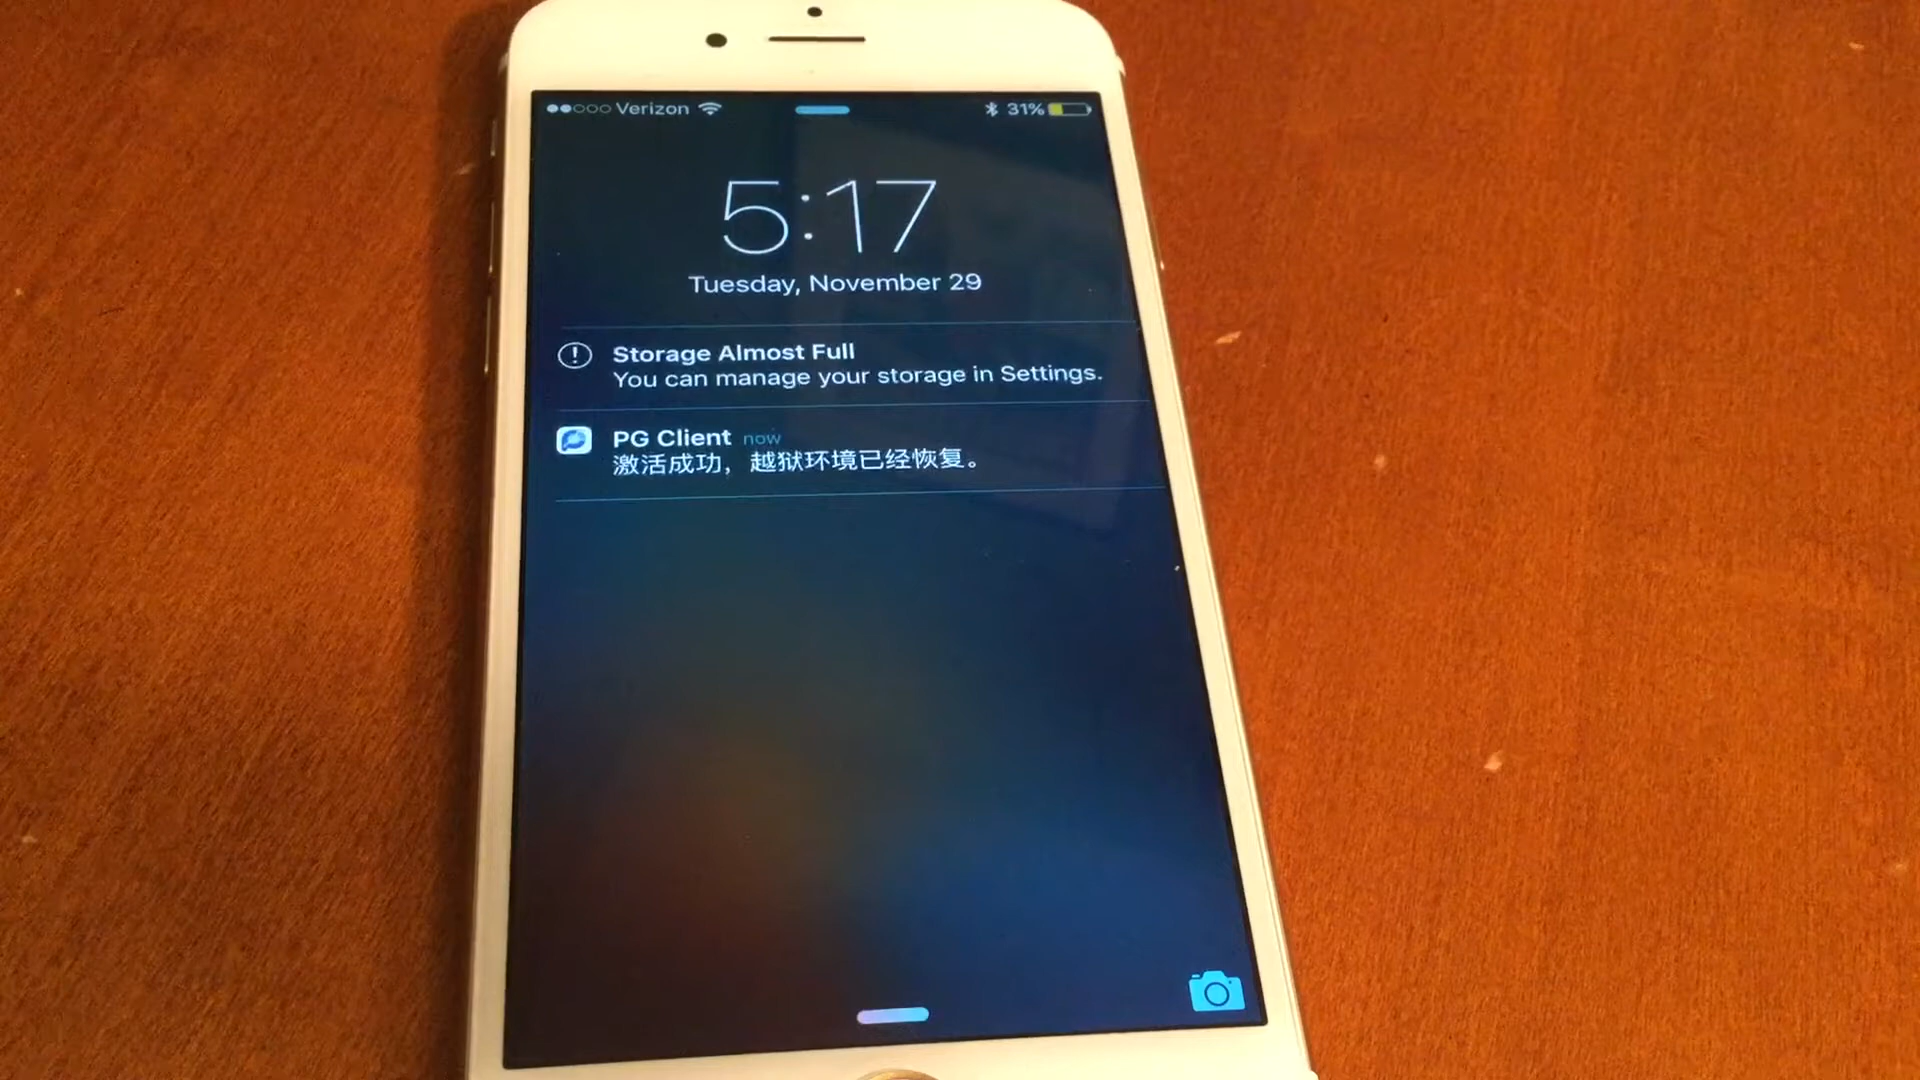 Verizon 31%
5:17
Tuesday, November 29
Storage Almost Full
You can manage your storage in Settings.
PG Client now
激活成功，越狱环境已经恢复。